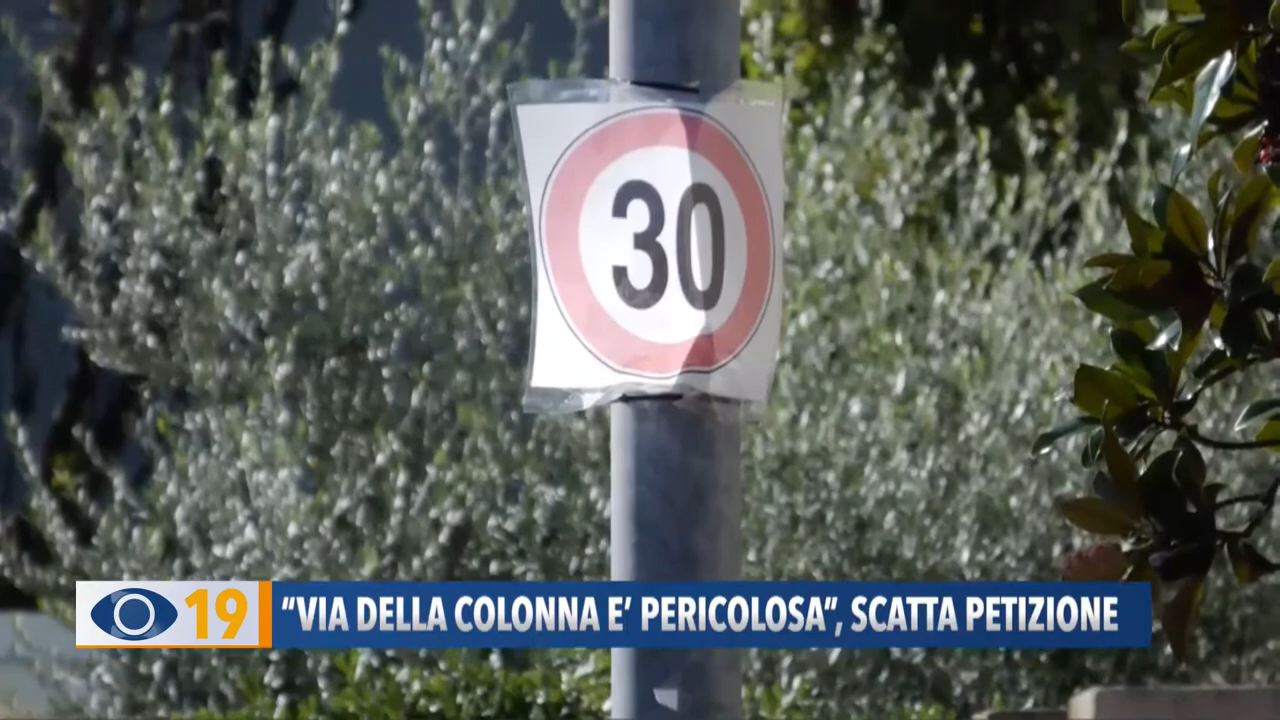 30
19
“VIA DELLA COLONNA E’ PERICOLOSA“, SCATTA PETIZIONE